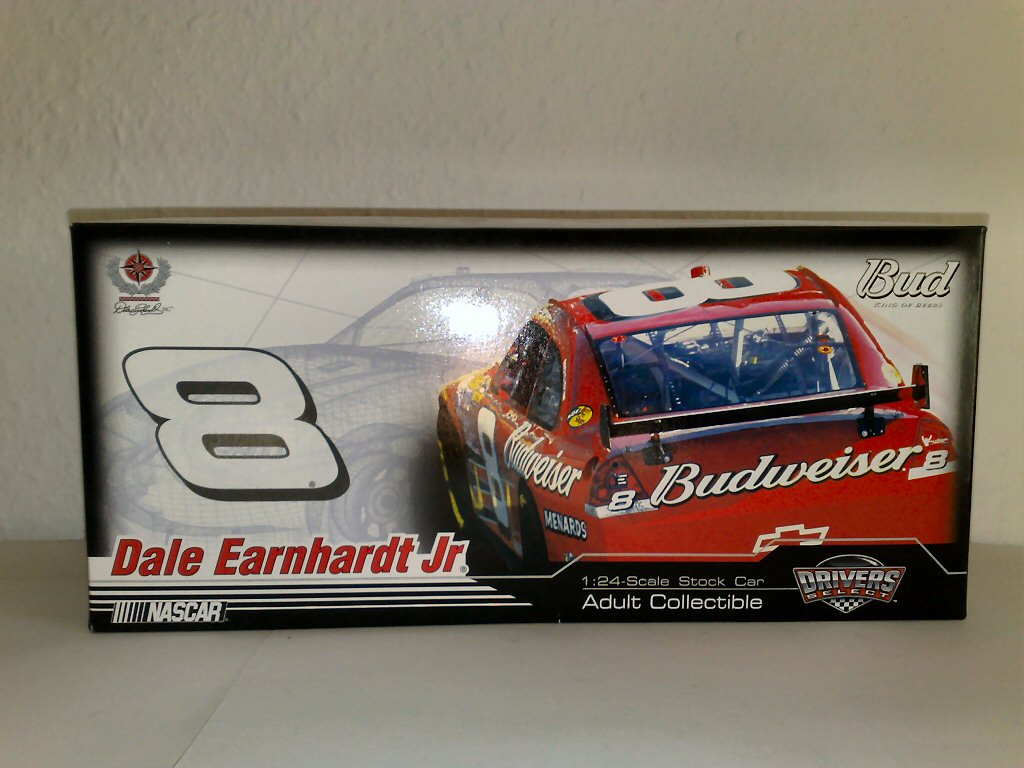 Bud
KING OF BEERS
8
8
Budweiser
8
Budweiser
8
MENARDS
Dale Earnhardt Jr.
NASCAR
1:24-Scale Stock Car
Adult Collectible
DRIVERS
SELECT